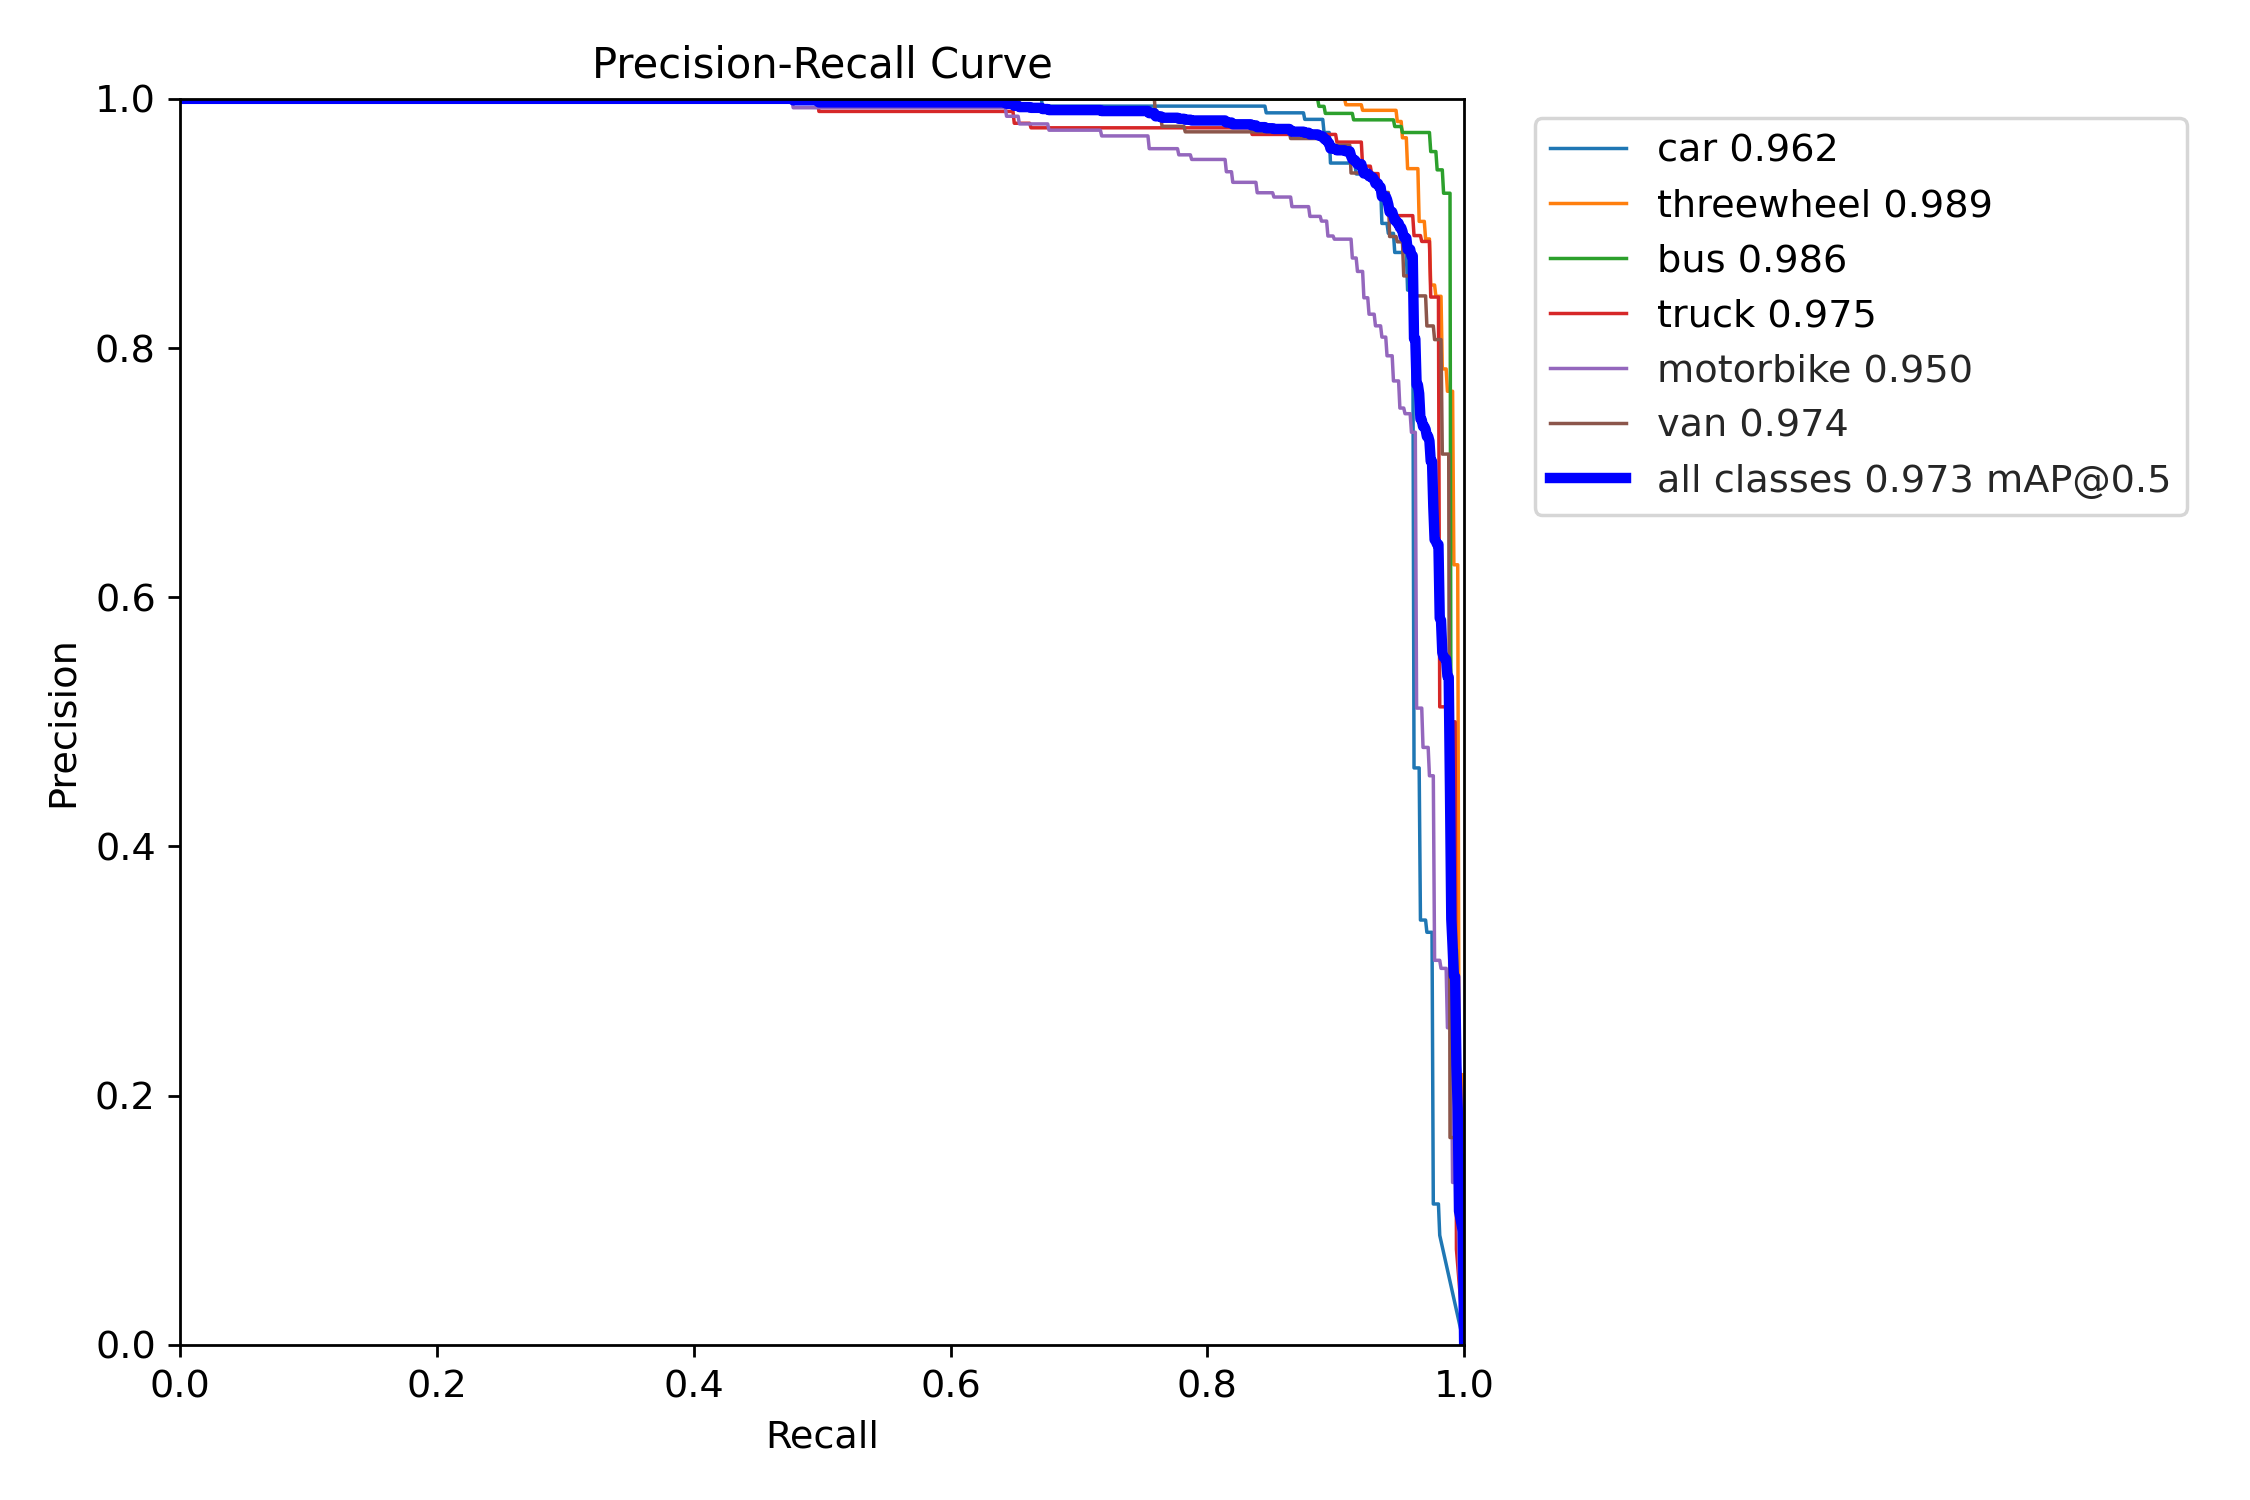 Precision-Recall Curve
1.0
0.8
0.6
0.4
0.2
0.0
Precision
0.0 0.2 0.4 0.6 0.8 1.0
Recall
car 0.962
threewheel 0.989
bus 0.986
truck 0.975
motorbike 0.950
van 0.974
all classes 0.973 mAP@0.5